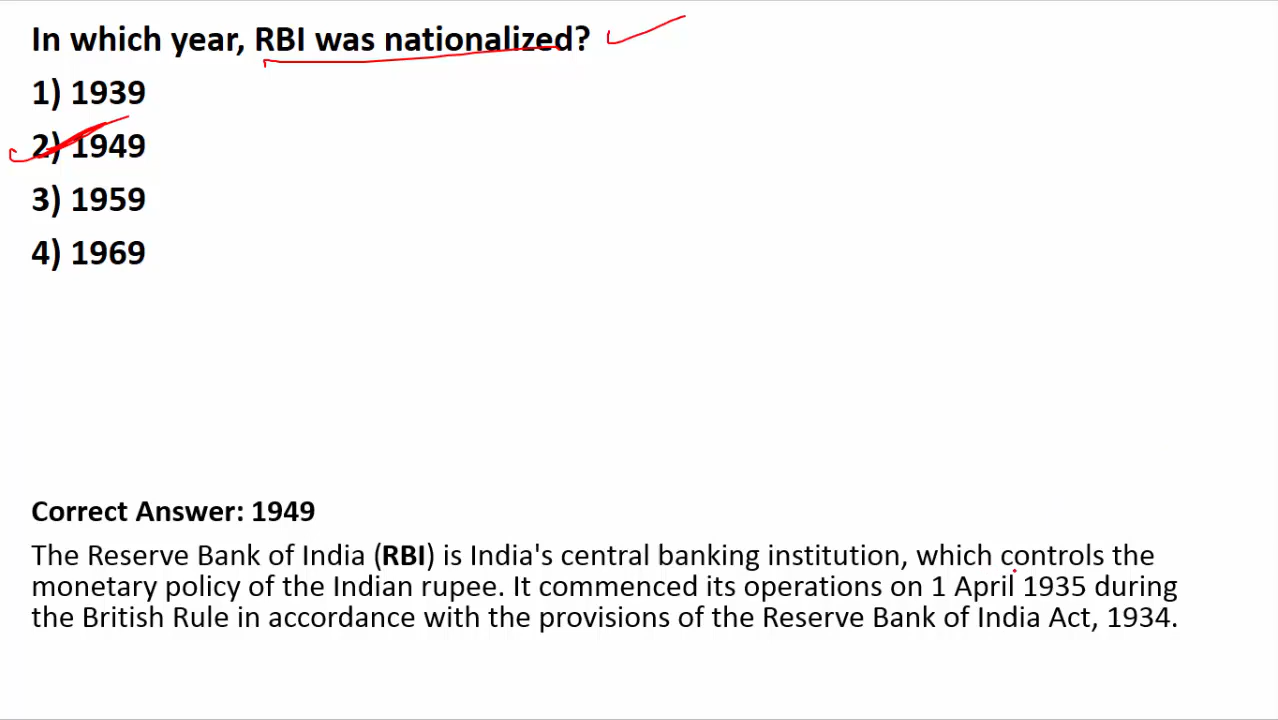 In which year, RBI was nationalized?
1) 1939
2) 1949
3) 1959
4) 1969
Correct Answer: 1949
The Reserve Bank of India (RBI) is India's central banking institution, which controls the
monetary policy of the Indian rupee. It commenced its operations on 1 April 1935 during
the British Rule in accordance with the provisions of the Reserve Bank of India Act, 1934.